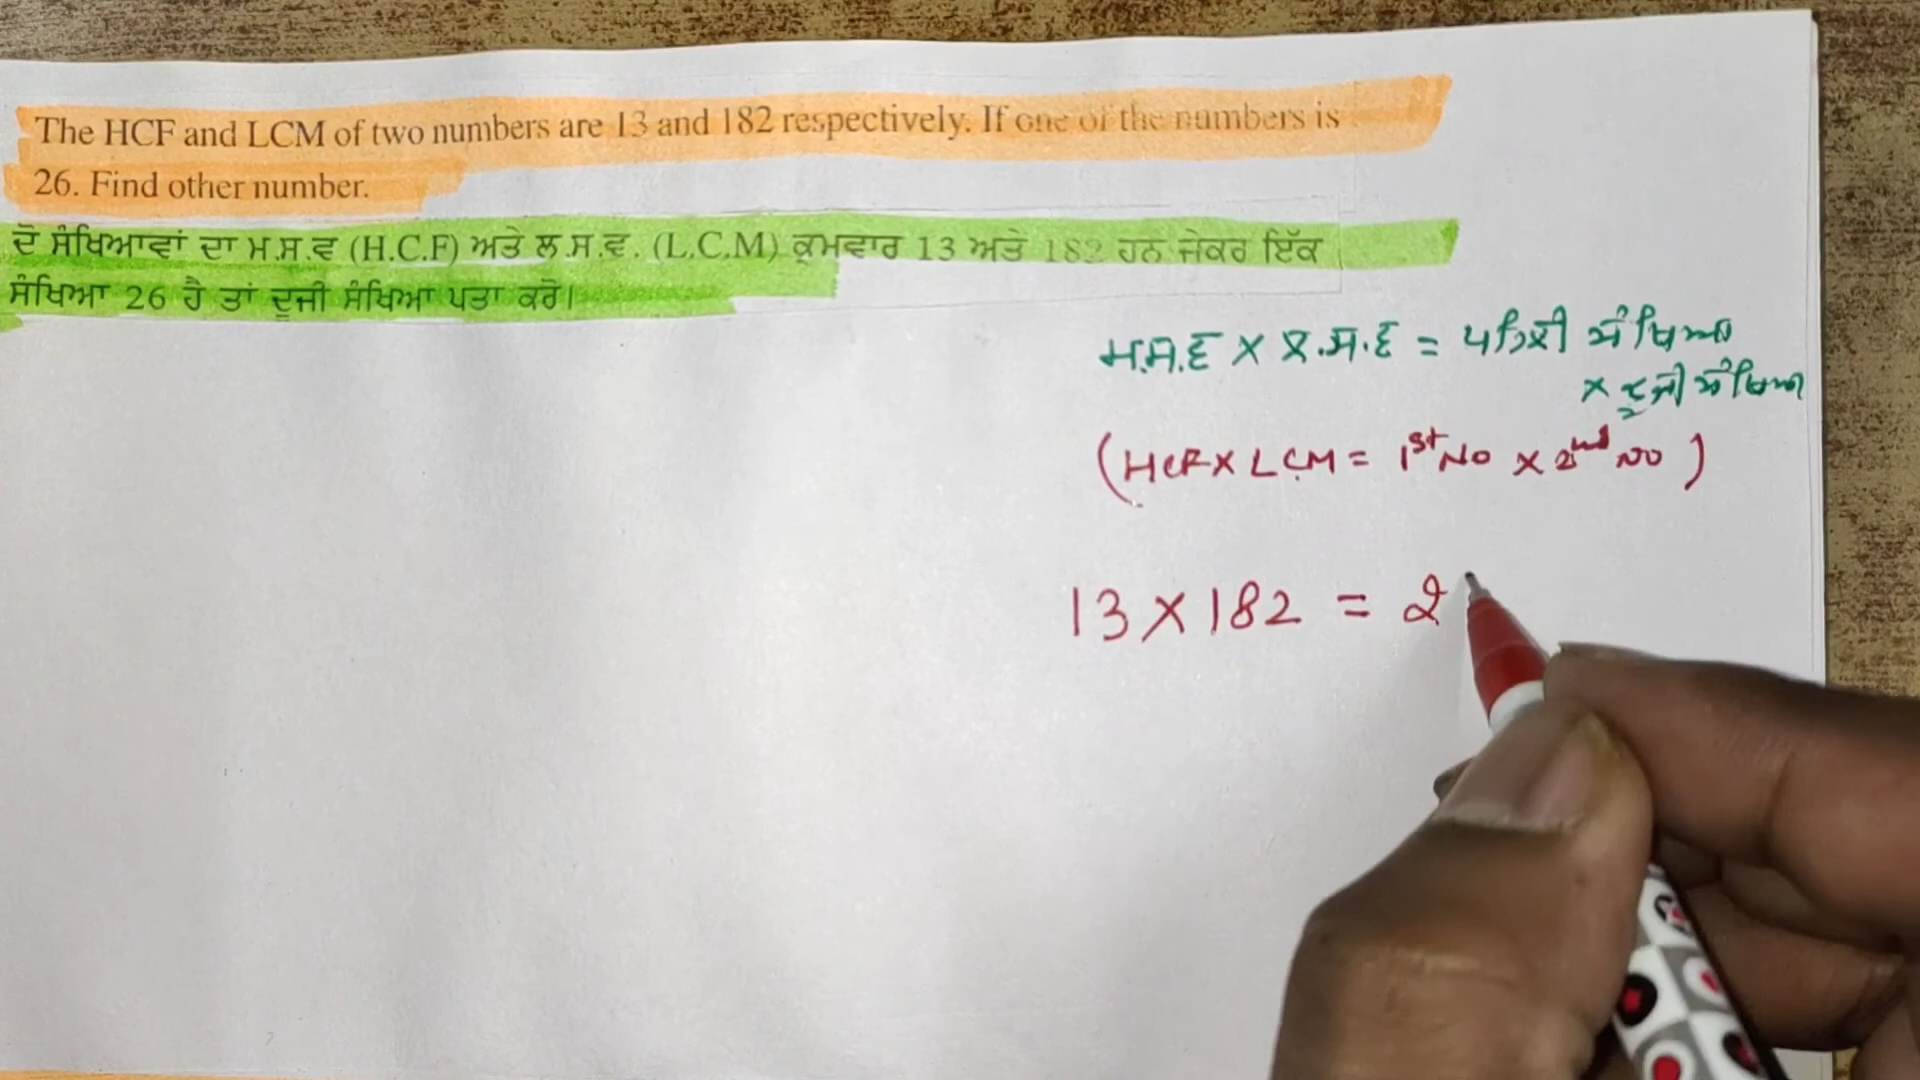 The HCF and LCM of two numbers are 13 and 182 respectively. If one of the numbers is
26. Find other number.
ਦੋ ਸੰਖਿਆਵਾਂ ਦਾ ਮ.ਸ.ਵ (H.C.F) ਅਤੇ ਲ.ਸ.ਵ. (L.C.M) ਕ੍ਰਮਵਾਰ 13 ਅਤੇ 182 ਹਨ ਜੇਕਰ ਇੱਕ
ਸੰਖਿਆ 26 ਹੈ ਤਾਂ ਦੂਜੀ ਸੰਖਿਆ ਪਤਾ ਕਰੋ।
ਮ.ਸ.ਵ × ਲ.ਸ.ਵ = ਪਹਿਲੀ ਸੰਖਿਆ
× ਦੂਜੀ ਸੰਖਿਆ
(HCF × LCM = 1st No × 2nd No)
13 × 182 = 2